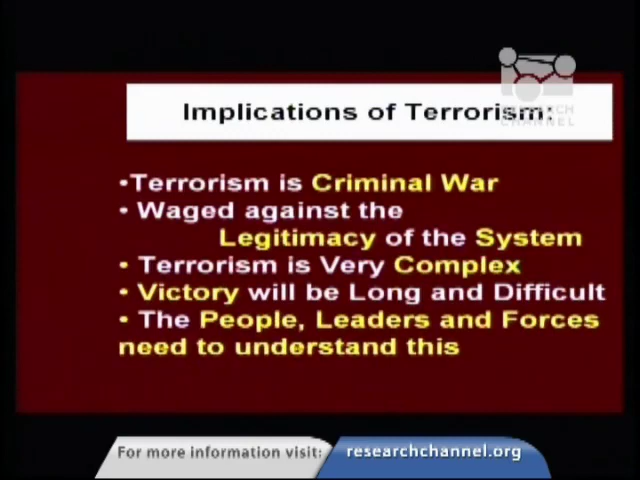 RESEARCH
CHANNEL
Implications of Terrorism:
•Terrorism is Criminal War
• Waged against the
Legitimacy of the System
• Terrorism is Very Complex
• Victory will be Long and Difficult
• The People, Leaders and Forces
need to understand this
For more information visit: researchchannel.org